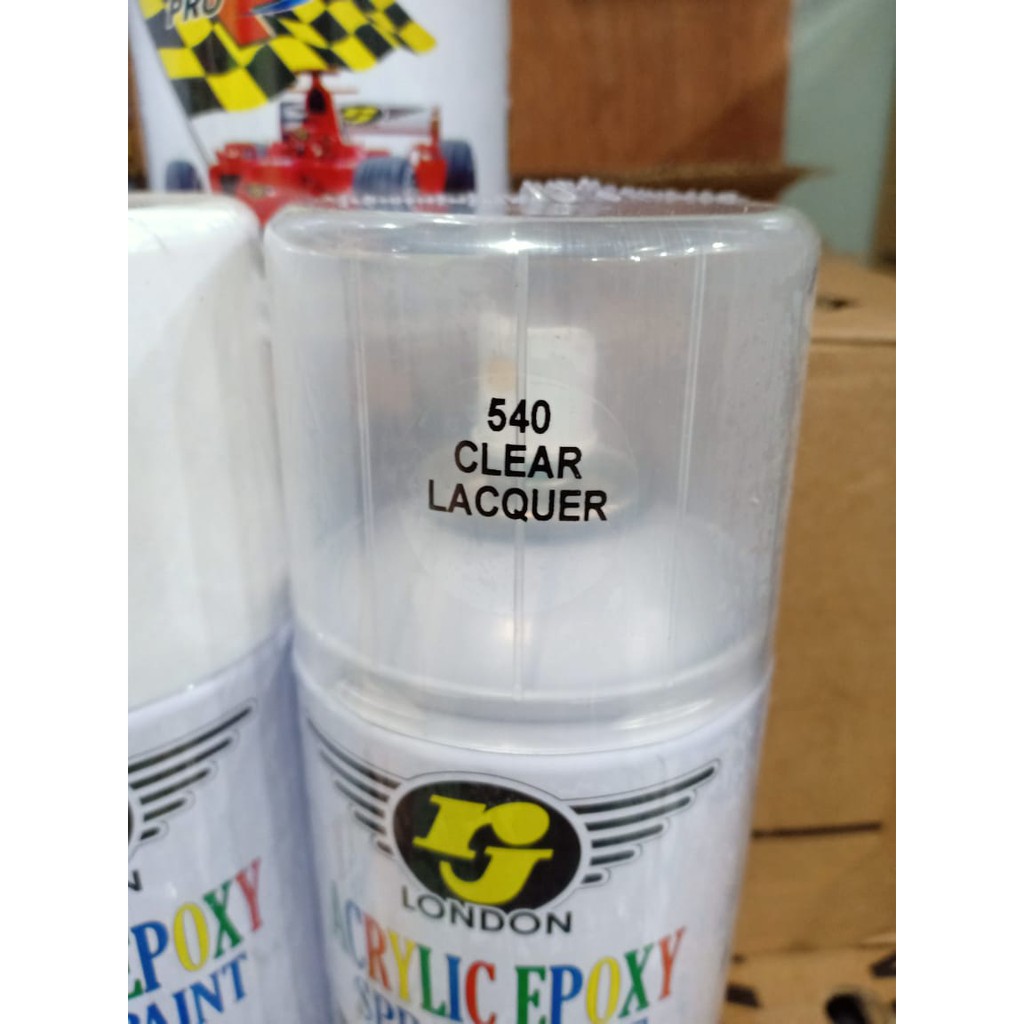 PRO
540
CLEAR
LACQUER
rJ
LONDON
ACRYLIC EPOXY
N
EPOXY
PAINT